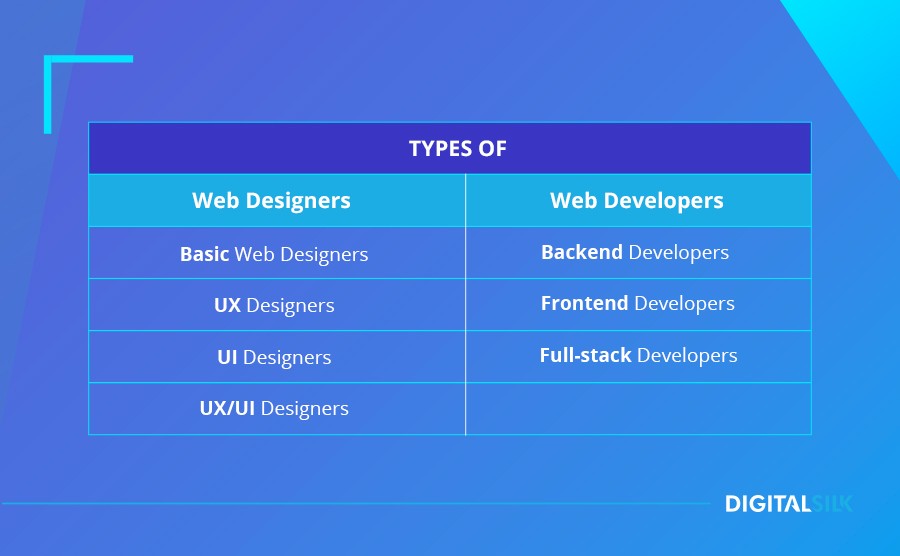 TYPES OF
Web Designers
Web Developers
Basic Web Designers
Backend Developers
UX Designers
Frontend Developers
UI Designers
Full-stack Developers
UX/UI Designers
DIGITALSILK